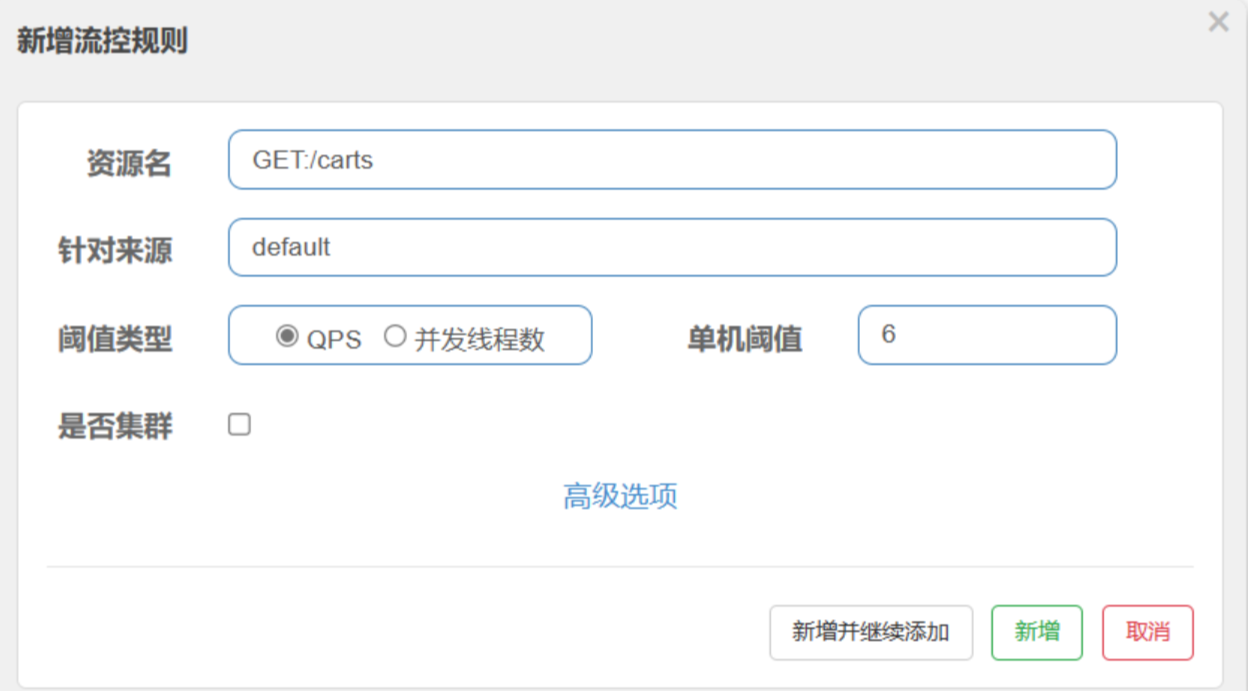 新增流控规则
×
资源名 GET:/carts
针对来源 default
阈值类型 QPS 并发线程数 单机阈值 6
是否集群
高级选项
新增并继续添加 新增 取消